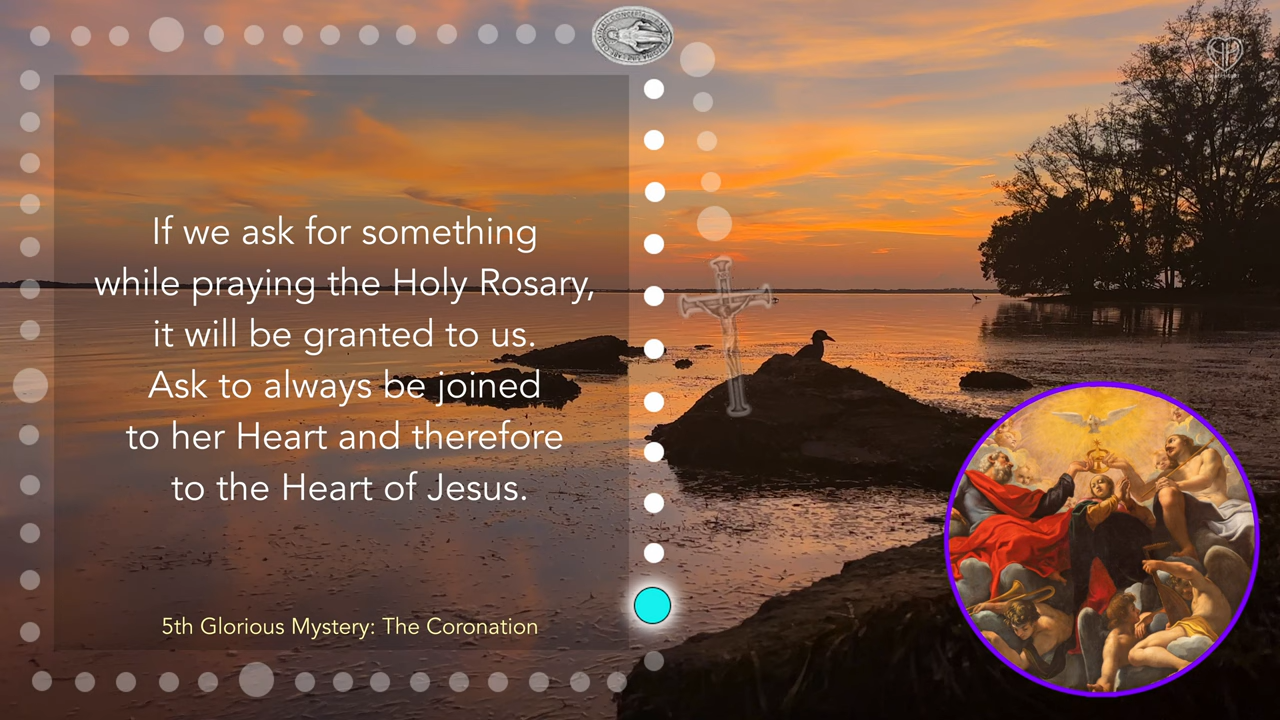 If we ask for something
while praying the Holy Rosary,
it will be granted to us.
Ask to always be joined
to her Heart and therefore
to the Heart of Jesus.
5th Glorious Mystery: The Coronation